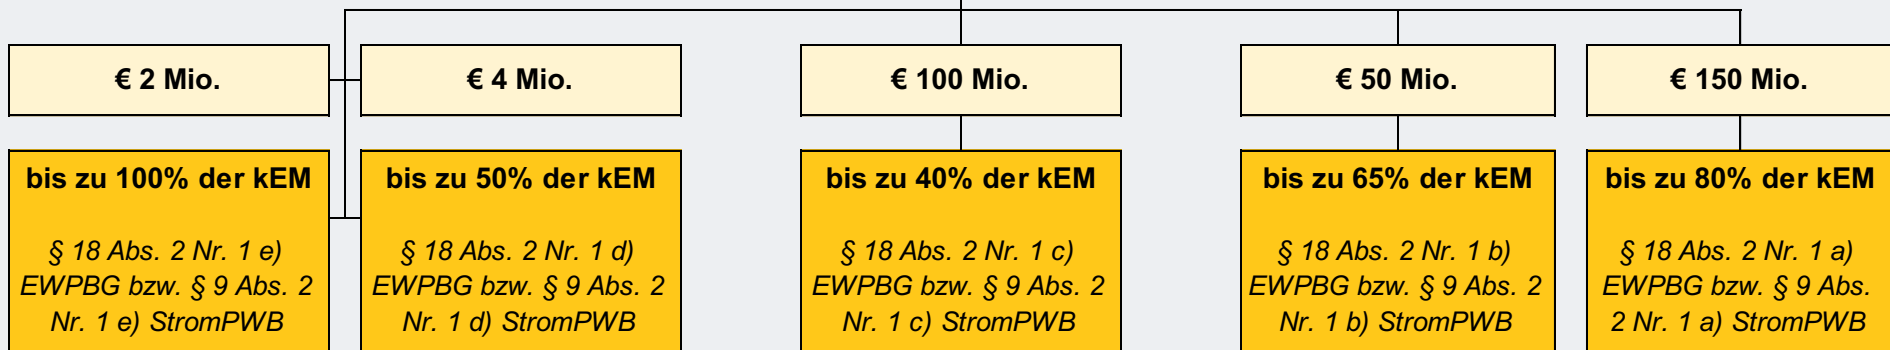 € 2 Mio.
€ 4 Mio.
€ 100 Mio.
€ 50 Mio.
€ 150 Mio.
bis zu 100% der kEM
§ 18 Abs. 2 Nr. 1 e)
EWPBG bzw. § 9 Abs. 2
Nr. 1 e) StromPWB
bis zu 50% der kEM
§ 18 Abs. 2 Nr. 1 d)
EWPBG bzw. § 9 Abs. 2
Nr. 1 d) StromPWB
bis zu 40% der kEM
§ 18 Abs. 2 Nr. 1 c)
EWPBG bzw. § 9 Abs. 2
Nr. 1 c) StromPWB
bis zu 65% der kEM
§ 18 Abs. 2 Nr. 1 b)
EWPBG bzw. § 9 Abs. 2
Nr. 1 b) StromPWB
bis zu 80% der kEM
§ 18 Abs. 2 Nr. 1 a)
EWPBG bzw. § 9 Abs.
2 Nr. 1 a) StromPWB